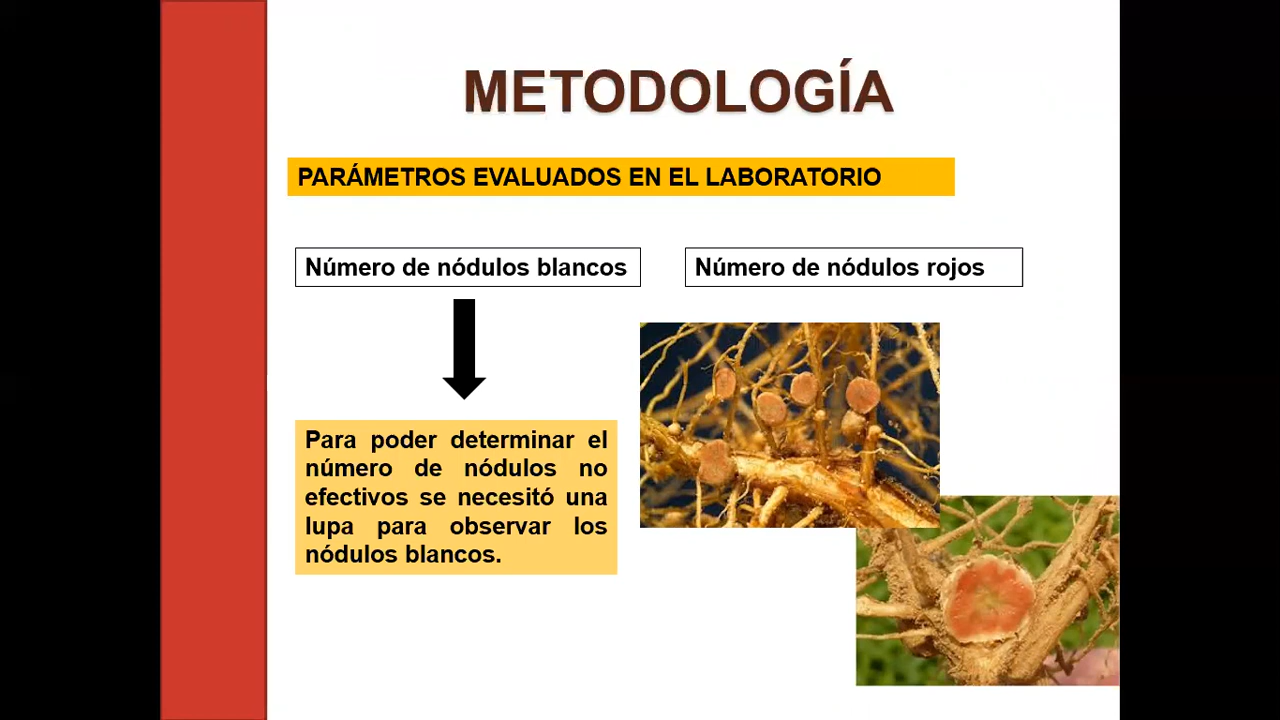 METODOLOGÍA
PARÁMETROS EVALUADOS EN EL LABORATORIO
Número de nódulos blancos
Número de nódulos rojos
Para poder determinar el
número de nódulos no
efectivos se necesitó una
lupa para observar los
nódulos blancos.